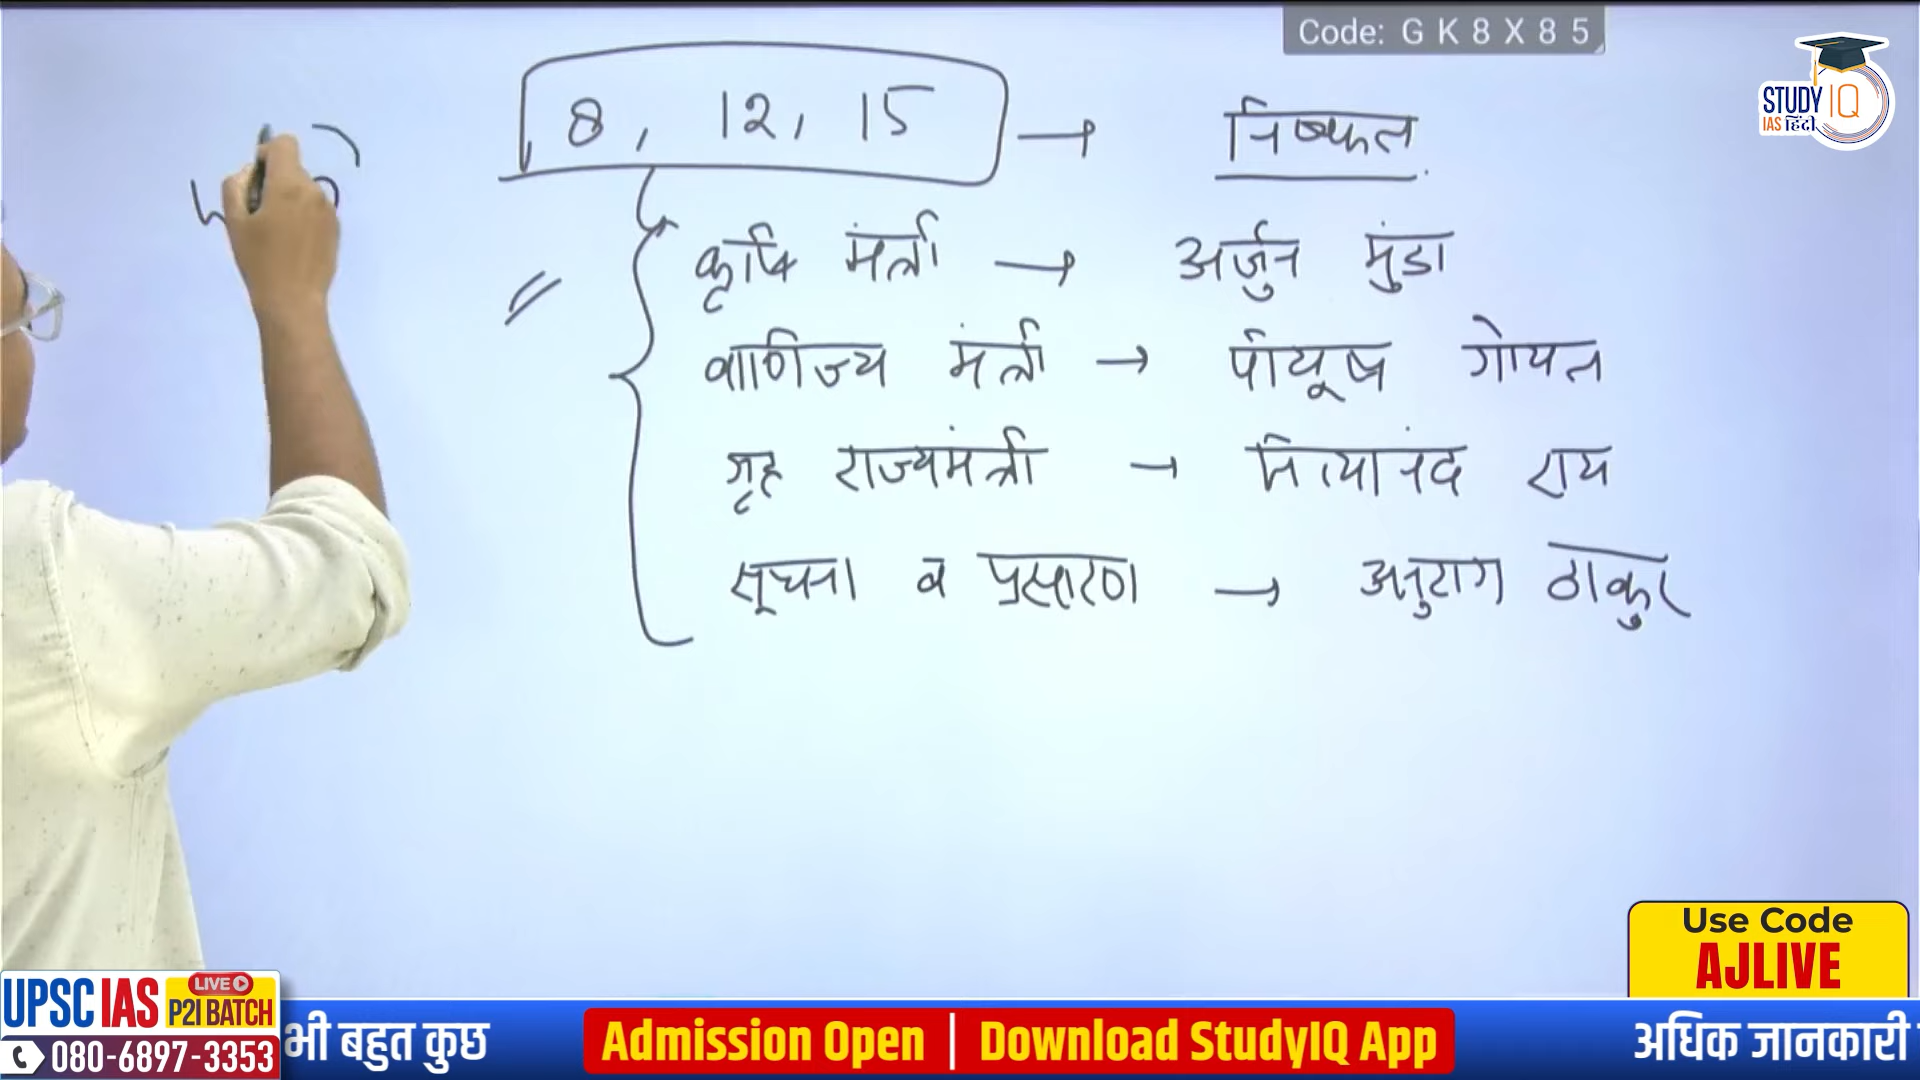 Code: G K 8 X 8 5
STUDY IQ
IAS हिंदी
8, 12, 15 → निष्फल
कृषि मंत्री → अर्जुन मुंडा
वाणिज्य मंत्री → पीयूष गोयल
गृह राज्यमंत्री → नित्यानंद राय
सूचना व प्रसारण → अनुराग ठाकुर
Use Code
AJLIVE
UPSC IAS LIVE P2I BATCH
080-6897-3353
भी बहुत कुछ
Admission Open | Download StudyIQ App
अधिक जानकारी